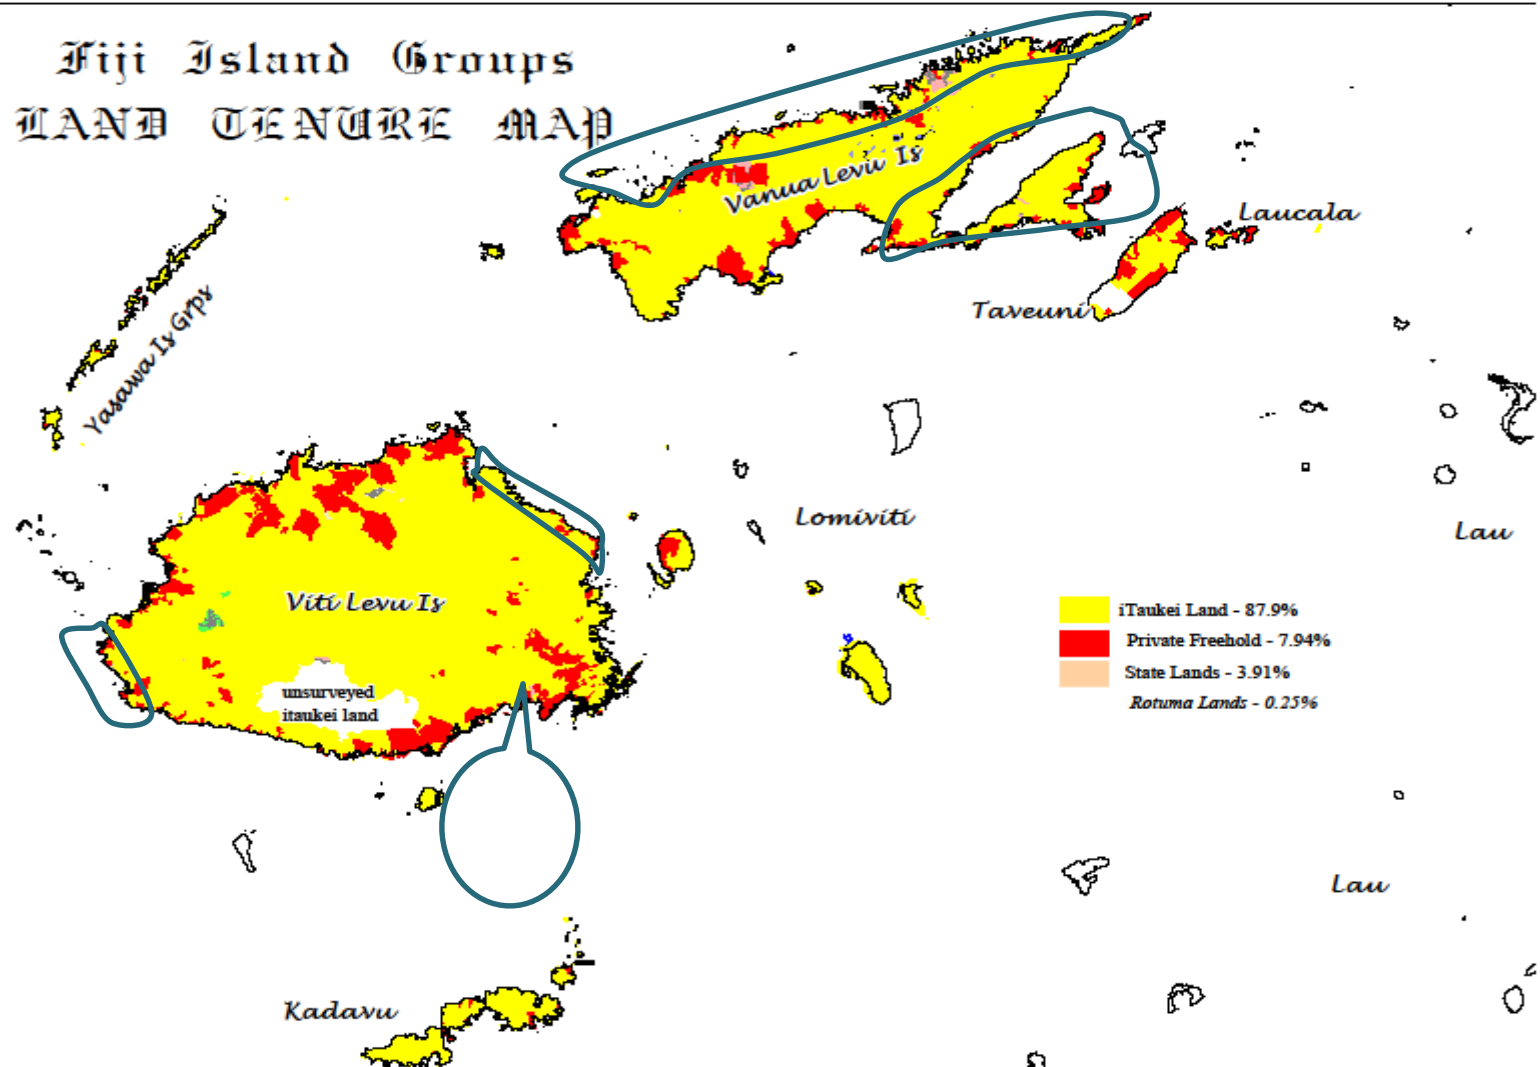 Fiji Island Groups
LAND TENURE MAP
Vanua Levu Is
Laucala
Taveuni
Yasawa Is Grps
Lomiviti
Lau
Viti Levu Is
iTaukei Land - 87.9%
Private Freehold - 7.94%
State Lands - 3.91%
Rotuma Lands - 0.25%
unsurveyed
itaukei land
Lau
Kadavu